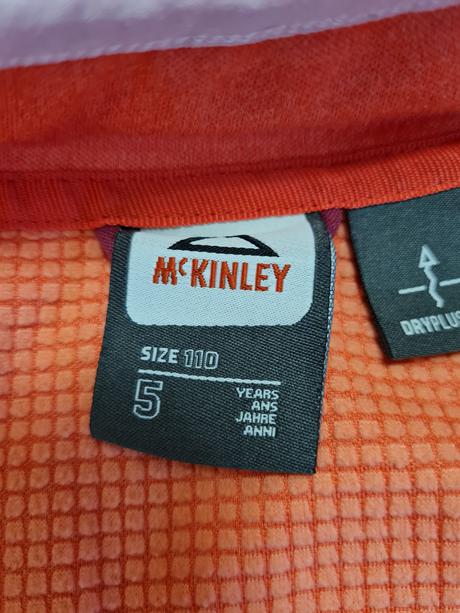 McKINLEY
SIZE 110
5
YEARS
ANS
JAHRE
ANNI
DRYPLUS